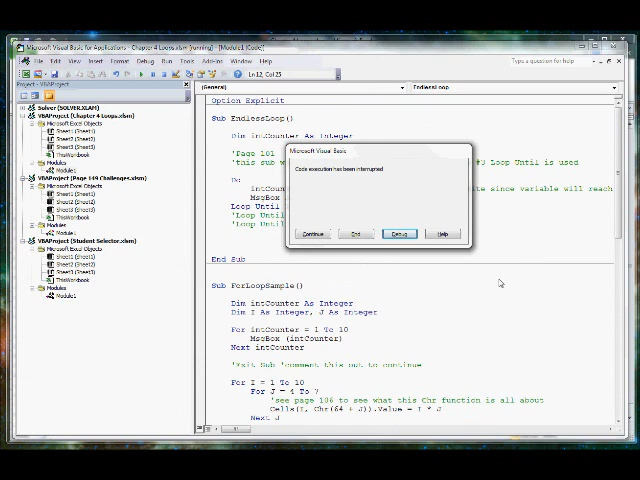 Microsoft Visual Basic for Applications - Chapter 4 Loops.xlsm [running] - [Module1 (Code)]
File Edit View Insert Format Debug Run Tools Add-Ins Window Help
Type a question for help
Ln 12, Col 25
Project - VBAProject
Solver (SOLVER.XLAM)
VBAProject (Chapter 4 Loops.xlsm)
Microsoft Excel Objects
Sheet1 (Sheet1)
Sheet2 (Sheet2)
Sheet3 (Sheet3)
ThisWorkbook
Modules
Module1
VBAProject (Page 149 Challenges.xlsm)
Microsoft Excel Objects
Sheet1 (Sheet1)
Sheet2 (Sheet2)
Sheet3 (Sheet3)
ThisWorkbook
Modules
Module1
VBAProject (Student Selector.xlsm)
Microsoft Excel Objects
Sheet1 (Sheet1)
Sheet2 (Sheet2)
Sheet3 (Sheet3)
ThisWorkbook
Modules
Module1
(General)
EndlessLoop
Option Explicit
Sub EndlessLoop()
Dim intCounter As Integer
'Page 101
'this sub w #3 Loop Until is used
Do
intCou ite since variable will reach
MsgBox
Loop Until
'Loop Unti
'Loop Unti
End Sub
Microsoft Visual Basic
Code execution has been interrupted
Continue End Debug Help
Sub ForLoopSample()
Dim intCounter As Integer
Dim I As Integer, J As Integer
For intCounter = 1 To 10
MsgBox (intCounter)
Next intCounter
'Exit Sub 'comment this out to continue
For I = 1 To 10
For J = 4 To 7
'see page 106 to see what this Chr function is all about
Cells(I, Chr(64 + J)).Value = I * J
Next J